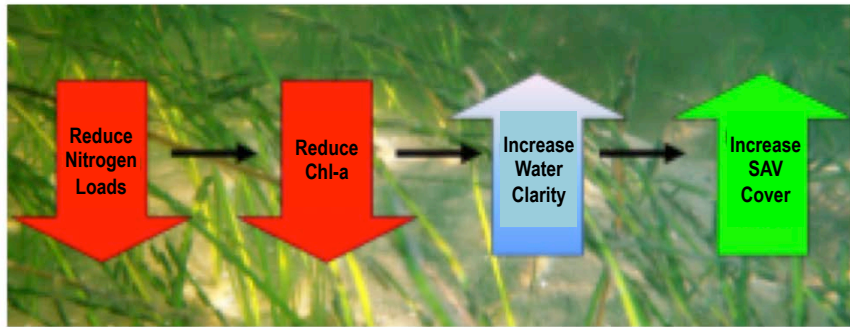 Reduce
Nitrogen
Loads
Reduce
Chl-a
Increase
Water
Clarity
Increase
SAV
Cover